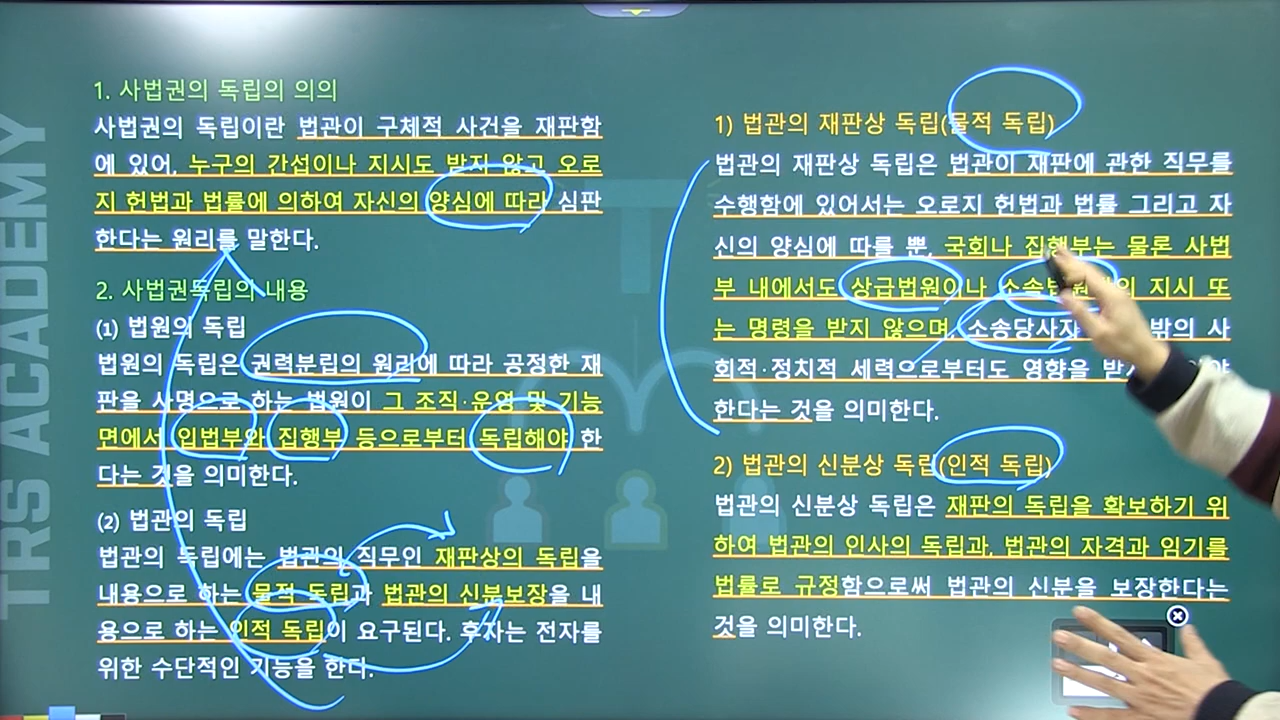 TRS ACADEMY
1. 사법권의 독립의 의의
사법권의 독립이란 법관이 구체적 사건을 재판함
에 있어, 누구의 간섭이나 지시도 받지 않고 오로
지 헌법과 법률에 의하여 자신의 양심에 따라 심판
한다는 원리를 말한다.
2. 사법권독립의 내용
(1) 법원의 독립
법원의 독립은 권력분립의 원리에 따라 공정한 재
판을 사명으로 하는 법원이 그 조직·운영 및 기능
면에서 입법부와 집행부 등으로부터 독립해야 한
다는 것을 의미한다.
(2) 법관의 독립
법관의 독립에는 법관의 직무인 재판상의 독립을
내용으로 하는 물적 독립과 법관의 신분보장을 내
용으로 하는 인적 독립이 요구된다. 후자는 전자를
위한 수단적인 기능을 한다.
1) 법관의 재판상 독립(물적 독립)
법관의 재판상 독립은 법관이 재판에 관한 직무를
수행함에 있어서는 오로지 헌법과 법률 그리고 자
신의 양심에 따를 뿐, 국회나 집행부는 물론 사법
부 내에서도 상급법원이나 소송법원 의 지시 또
는 명령을 받지 않으며, 소송당사자 밖의 사
회적·정치적 세력으로부터도 영향을 받
한다는 것을 의미한다.
2) 법관의 신분상 독립(인적 독립)
법관의 신분상 독립은 재판의 독립을 확보하기 위
하여 법관의 인사의 독립과, 법관의 자격과 임기를
법률로 규정함으로써 법관의 신분을 보장한다는
것을 의미한다.